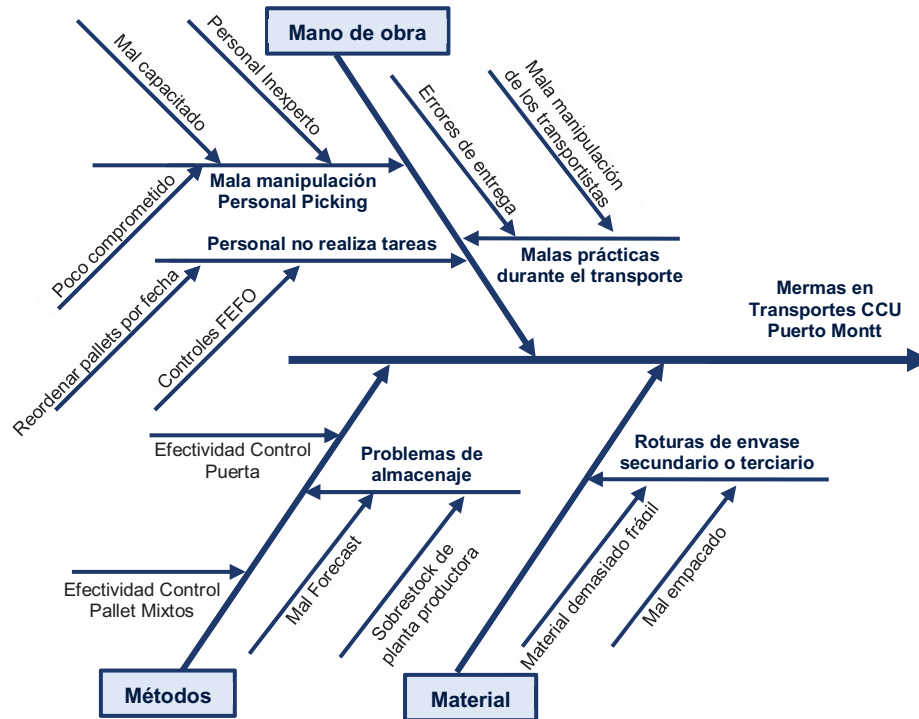 Mano de obra
Mal capacitado
Personal Inexperto
Errores de entrega
Mala manipulación
de los transportistas
Mala manipulación
Personal Picking
Poco comprometido
Personal no realiza tareas
Malas prácticas
durante el transporte
Reordenar pallets por fecha
Controles FEFO
Mermas en
Transportes CCU
Puerto Montt
Efectividad Control
Puerta
Problemas de
almacenaje
Roturas de envase
secundario o terciario
Efectividad Control
Pallet Mixtos
Mal Forecast
Sobrestock de
planta productora
Material demasiado frágil
Mal empacado
Métodos
Material